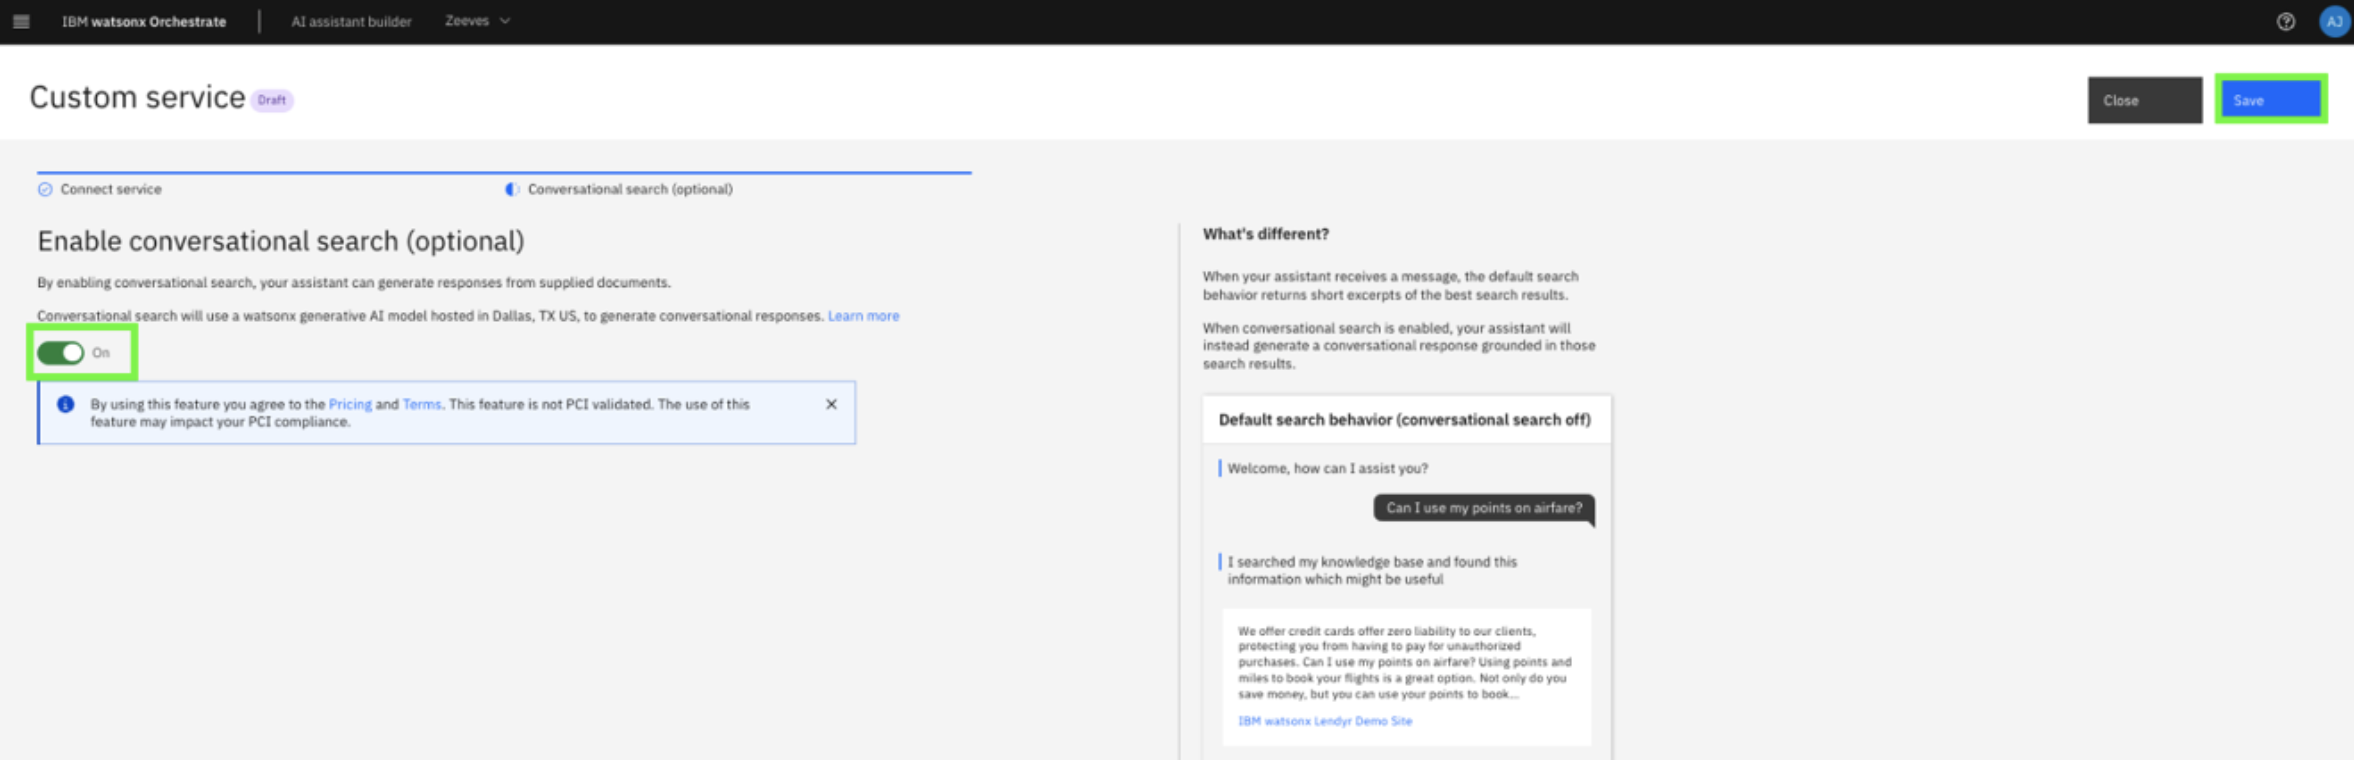 IBM watsonx Orchestrate
AI assistant builder
Zeeves
AJ
Custom service
Draft
Close
Save
Connect service
Conversational search (optional)
Enable conversational search (optional)
By enabling conversational search, your assistant can generate responses from supplied documents.
Conversational search will use a watsonx generative AI model hosted in Dallas, TX US, to generate conversational responses. Learn more
On
By using this feature you agree to the Pricing and Terms. This feature is not PCI validated. The use of this
feature may impact your PCI compliance.
What's different?
When your assistant receives a message, the default search
behavior returns short excerpts of the best search results.
When conversational search is enabled, your assistant will
instead generate a conversational response grounded in those
search results.
Default search behavior (conversational search off)
Welcome, how can I assist you?
Can I use my points on airfare?
I searched my knowledge base and found this
information which might be useful
We offer credit cards offer zero liability to our clients,
protecting you from having to pay for unauthorized
purchases. Can I use my points on airfare? Using points and
miles to book your flights is a great option. Not only do you
save money, but you can use your points to book...
IBM watsonx Lendyr Demo Site